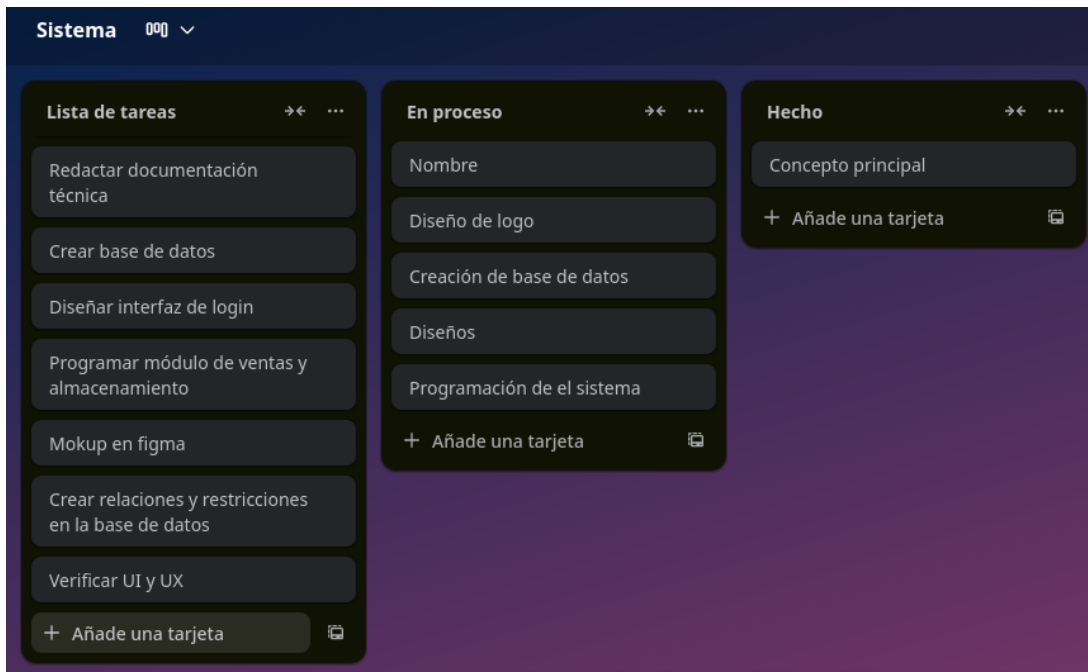 Sistema
Lista de tareas
Redactar documentación
técnica
Crear base de datos
Diseñar interfaz de login
Programar módulo de ventas y
almacenamiento
Mokup en figma
Crear relaciones y restricciones
en la base de datos
Verificar UI y UX
+ Añade una tarjeta
En proceso
Nombre
Diseño de logo
Creación de base de datos
Diseños
Programación de el sistema
+ Añade una tarjeta
Hecho
Concepto principal
+ Añade una tarjeta